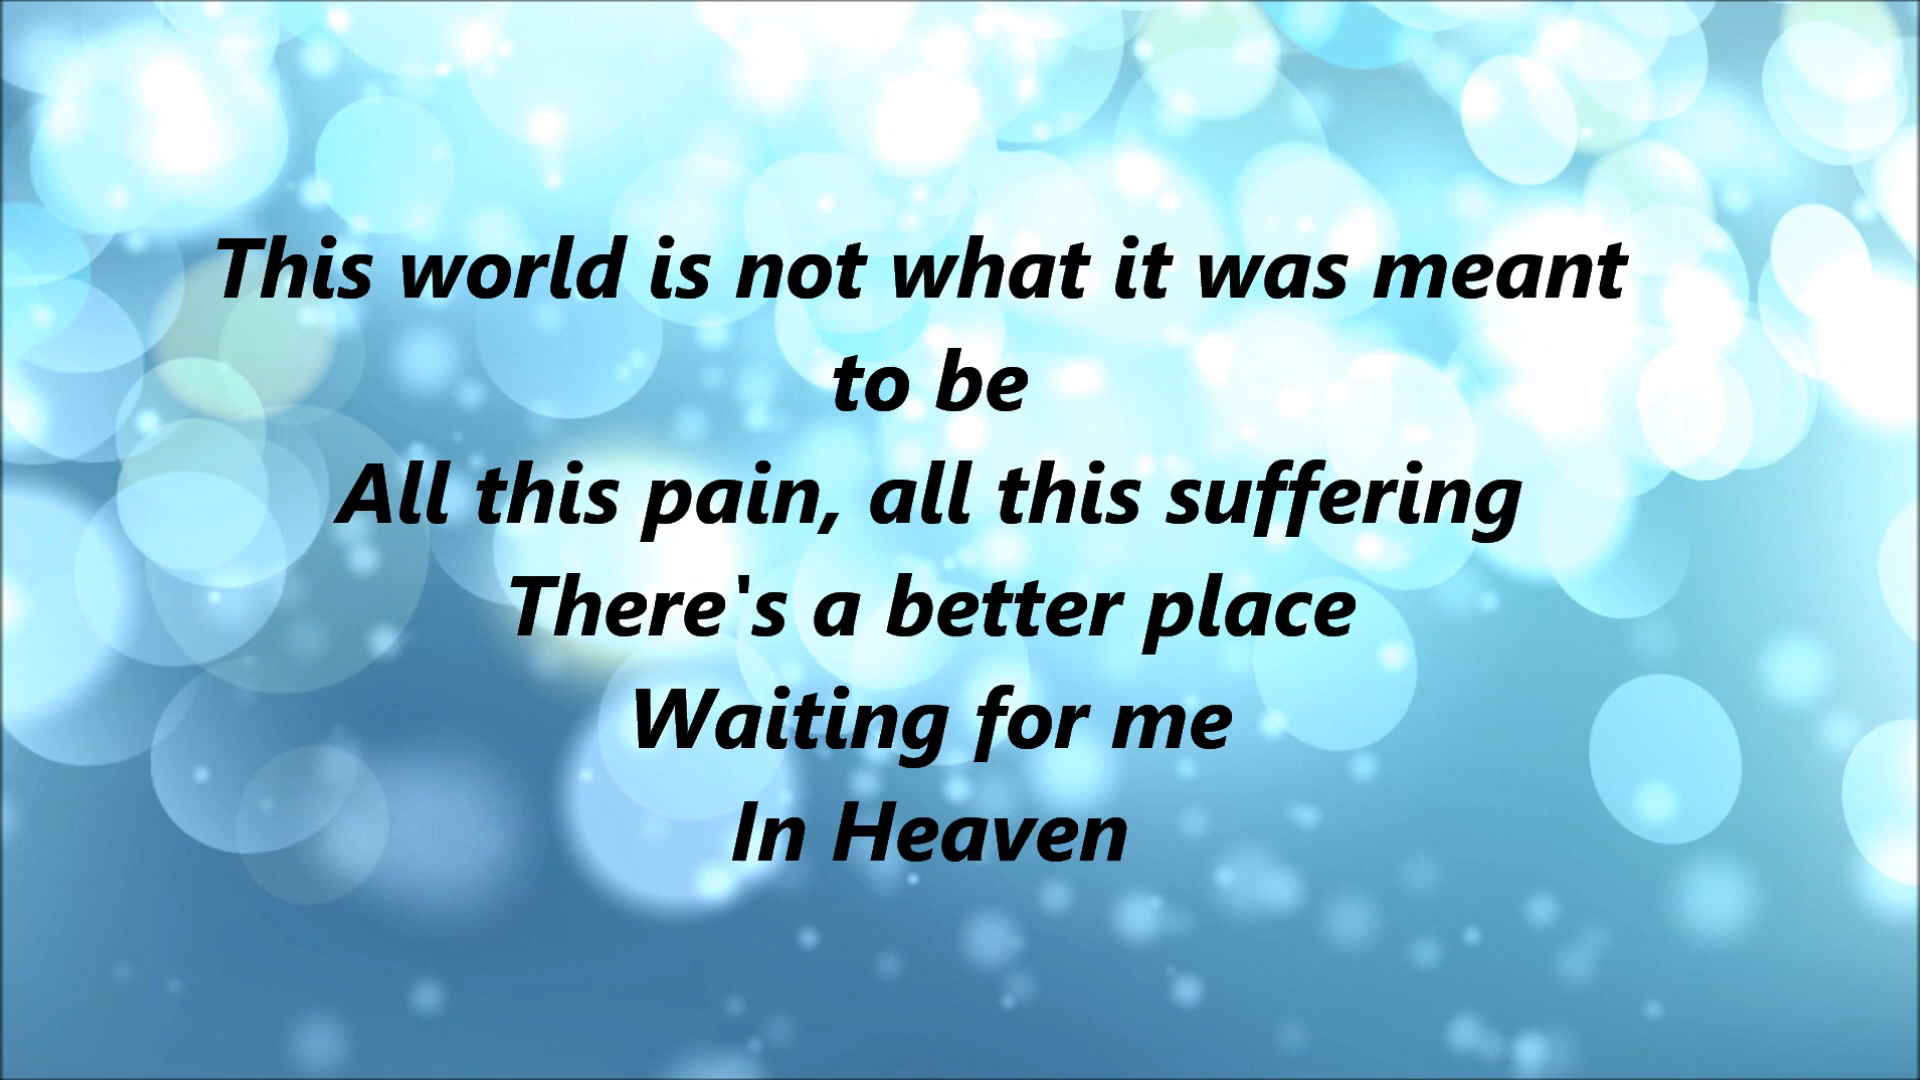 This world is not what it was meant
to be
All this pain, all this suffering
There's a better place
Waiting for me
In Heaven